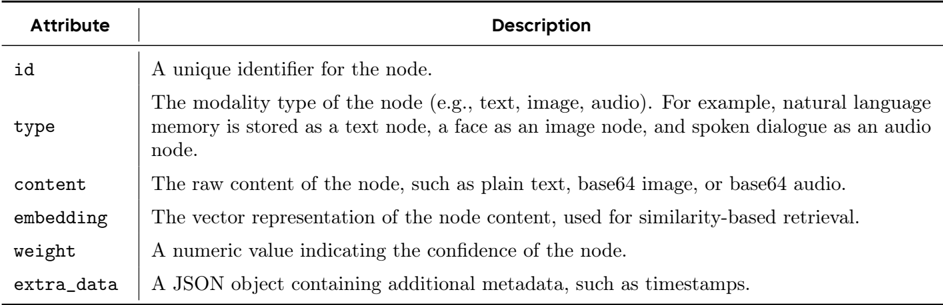 Attribute Description
id A unique identifier for the node.
The modality type of the node (e.g., text, image, audio). For example, natural language
type memory is stored as a text node, a face as an image node, and spoken dialogue as an audio
node.
content The raw content of the node, such as plain text, base64 image, or base64 audio.
embedding The vector representation of the node content, used for similarity-based retrieval.
weight A numeric value indicating the confidence of the node.
extra_data A JSON object containing additional metadata, such as timestamps.